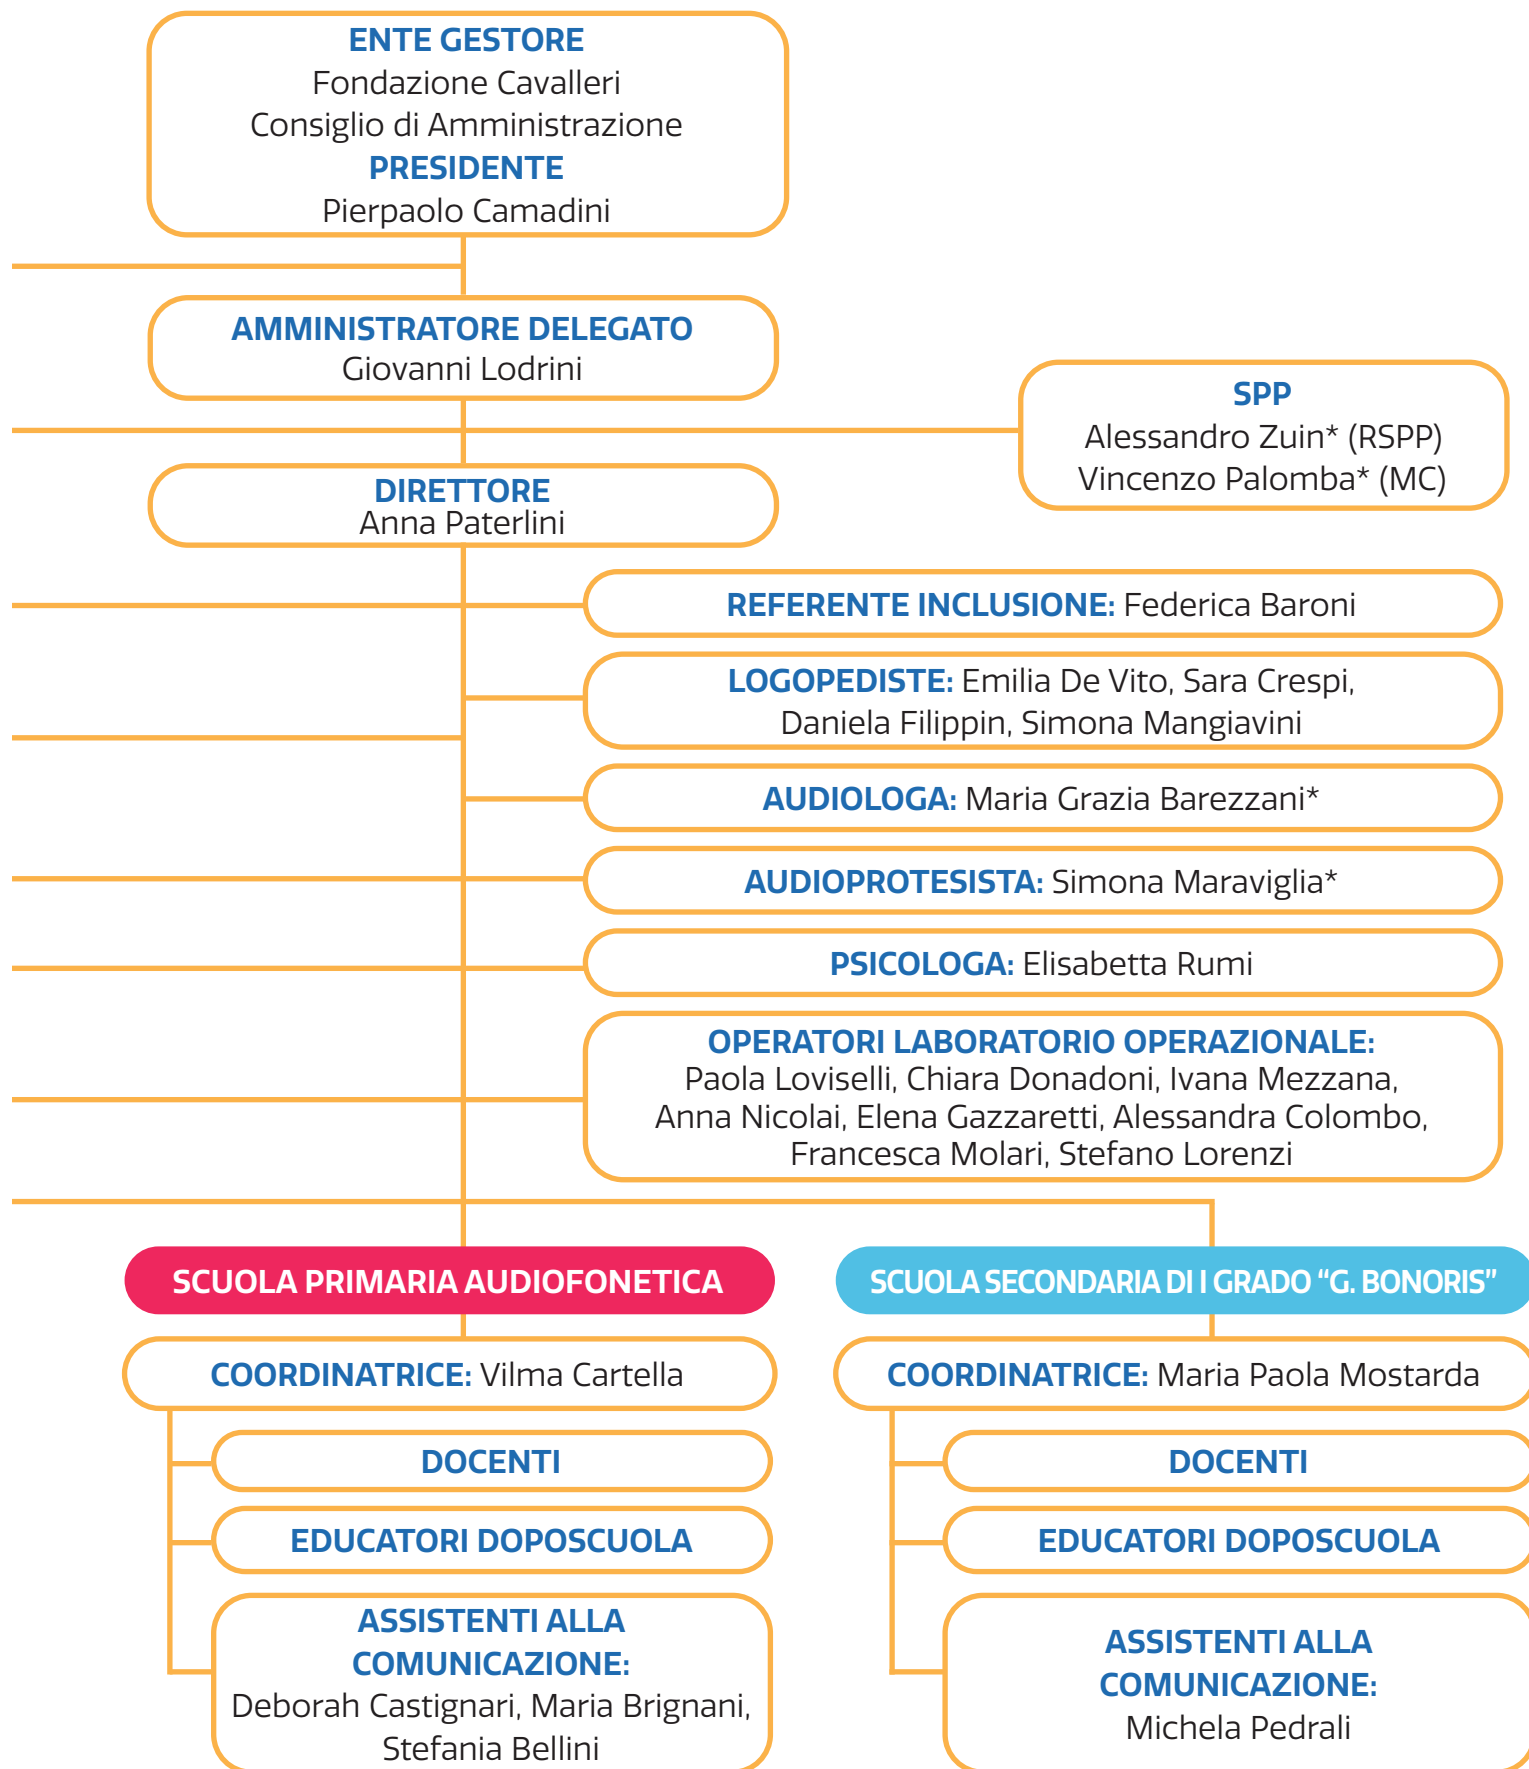 ENTE GESTORE
Fondazione Cavalleri
Consiglio di Amministrazione
PRESIDENTE
Pierpaolo Camadini
AMMINISTRATORE DELEGATO
Giovanni Lodrini
SPP
Alessandro Zuin* (RSPP)
Vincenzo Palomba* (MC)
DIRETTORE
Anna Paterlini
REFERENTE INCLUSIONE: Federica Baroni
LOGOPEDISTE: Emilia De Vito, Sara Crespi,
Daniela Filippin, Simona Mangiavini
AUDIOLOGA: Maria Grazia Barezzani*
AUDIOPROTESISTA: Simona Maraviglia*
PSICOLOGA: Elisabetta Rumi
OPERATORI LABORATORIO OPERAZIONALE:
Paola Loviselli, Chiara Donadoni, Ivana Mezzana,
Anna Nicolai, Elena Gazzaretti, Alessandra Colombo,
Francesca Molari, Stefano Lorenzi
SCUOLA PRIMARIA AUDIOFONETICA
COORDINATRICE: Vilma Cartella
DOCENTI
EDUCATORI DOPOSCUOLA
ASSISTENTI ALLA
COMUNICAZIONE:
Deborah Castignari, Maria Brignani,
Stefania Bellini
SCUOLA SECONDARIA DI I GRADO “G. BONORIS”
COORDINATRICE: Maria Paola Mostarda
DOCENTI
EDUCATORI DOPOSCUOLA
ASSISTENTI ALLA
COMUNICAZIONE:
Michela Pedrali